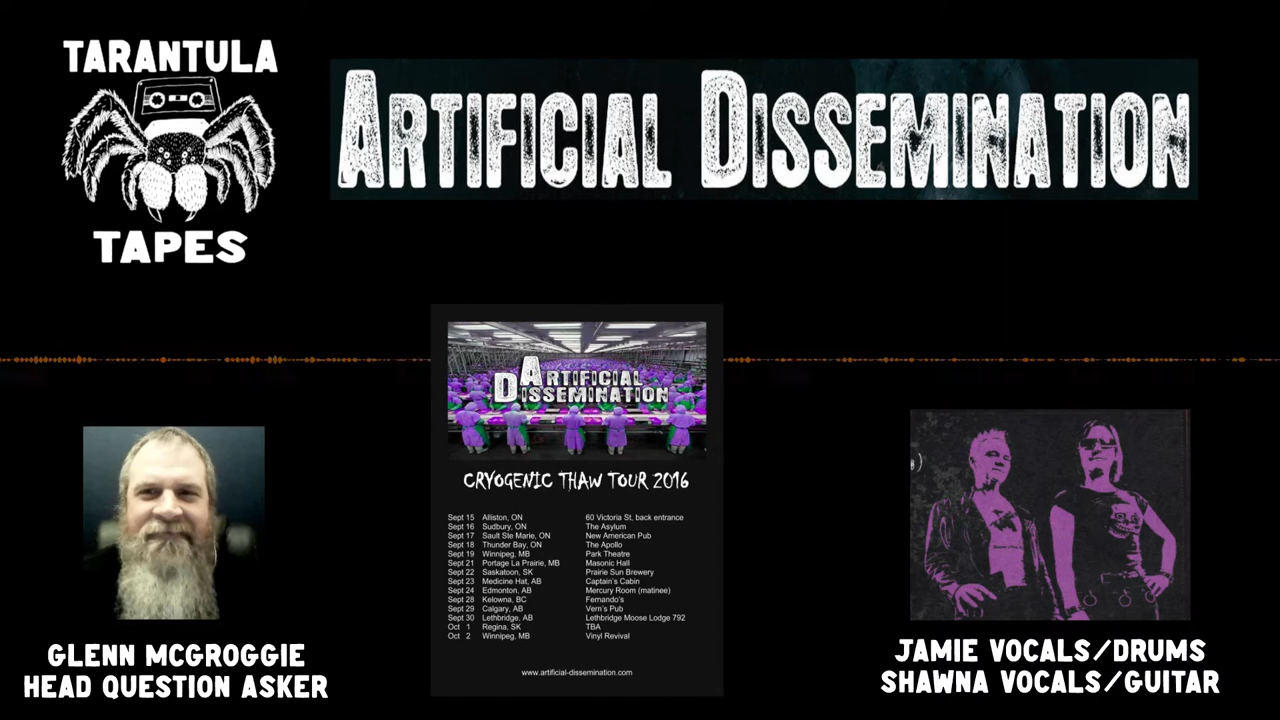 TARANTULA
TAPES
ARTIFICIAL DISSEMINATION
ARTIFICIAL
DISSEMINATION
CRYOGENIC THAW TOUR 2016
Sept 15 Alliston, ON 60 Victoria St, back entrance
Sept 16 Sudbury, ON The Asylum
Sept 17 Sault Ste Marie, ON New American Pub
Sept 18 Thunder Bay, ON The Apollo
Sept 19 Winnipeg, MB Park Theatre
Sept 21 Portage La Prairie, MB Masonic Hall
Sept 22 Saskatoon, SK Prairie Sun Brewery
Sept 23 Medicine Hat, AB Captain's Cabin
Sept 24 Edmonton, AB Mercury Room (matinee)
Sept 28 Kelowna, BC Fernando's
Sept 29 Calgary, AB Vern's Pub
Sept 30 Lethbridge, AB Lethbridge Moose Lodge 792
Oct 1 Regina, SK TBA
Oct 2 Winnipeg, MB Vinyl Revival
www.artificial-dissemination.com
GLENN MCGROGGIE
HEAD QUESTION ASKER
JAMIE VOCALS/DRUMS
SHAWNA VOCALS/GUITAR